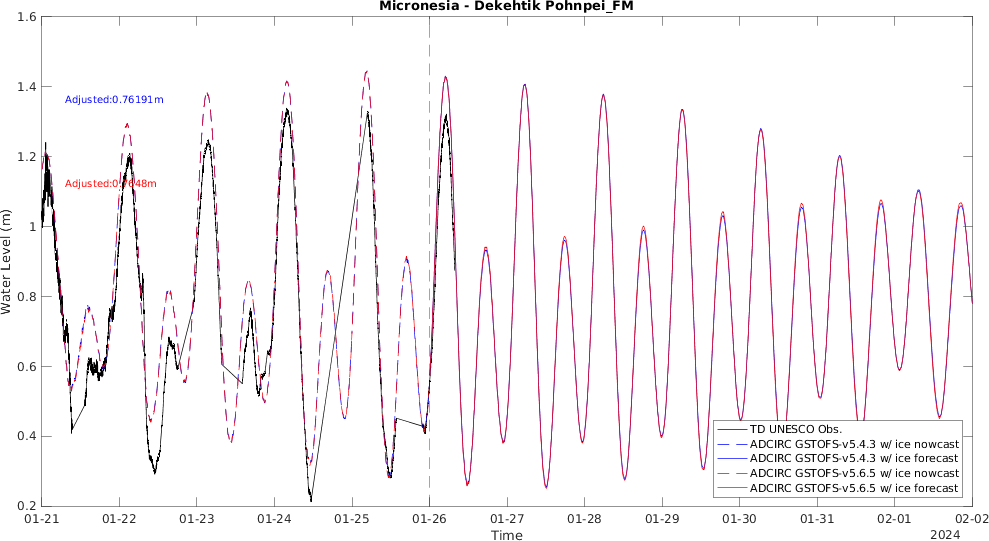 Micronesia - Dekehtik Pohnpei_FM
1.6
1.4
1.2
1
0.8
0.6
0.4
0.2
Water Level (m)
Adjusted:0.76191m
TD UNESCO Obs.
ADCIRC GSTOFS-v5.4.3 w/ ice nowcast
ADCIRC GSTOFS-v5.4.3 w/ ice forecast
ADCIRC GSTOFS-v5.6.5 w/ ice nowcast
ADCIRC GSTOFS-v5.6.5 w/ ice forecast
01-21 01-22 01-23 01-24 01-25 01-26 01-27 01-28 01-29 01-30 01-31 02-01 02-02
Time
2024